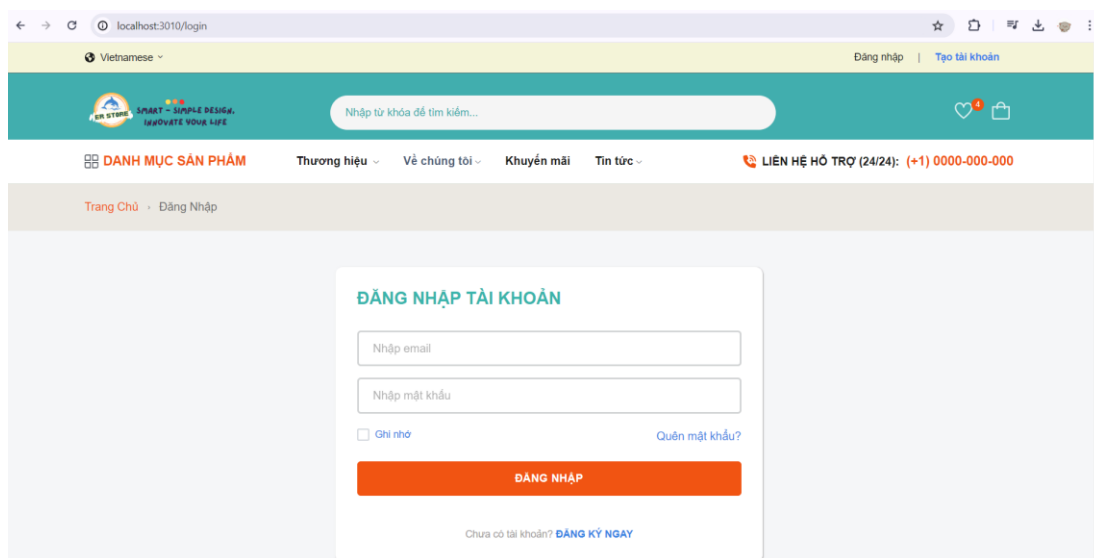 localhost:3010/login
Vietnamese
Đăng nhập | Tạo tài khoản
ER STORE
SMART - SIMPLE DESIGN.
INNOVATE YOUR LIFE
Nhập từ khóa để tìm kiếm...
4
DANH MỤC SẢN PHẨM
Thương hiệu
Về chúng tôi
Khuyến mãi
Tin tức
LIÊN HỆ HỖ TRỢ (24/24): (+1) 0000-000-000
Trang Chủ › Đăng Nhập
ĐĂNG NHẬP TÀI KHOẢN
Nhập email
Nhập mật khẩu
Ghi nhớ
Quên mật khẩu?
ĐĂNG NHẬP
Chưa có tài khoản? ĐĂNG KÝ NGAY